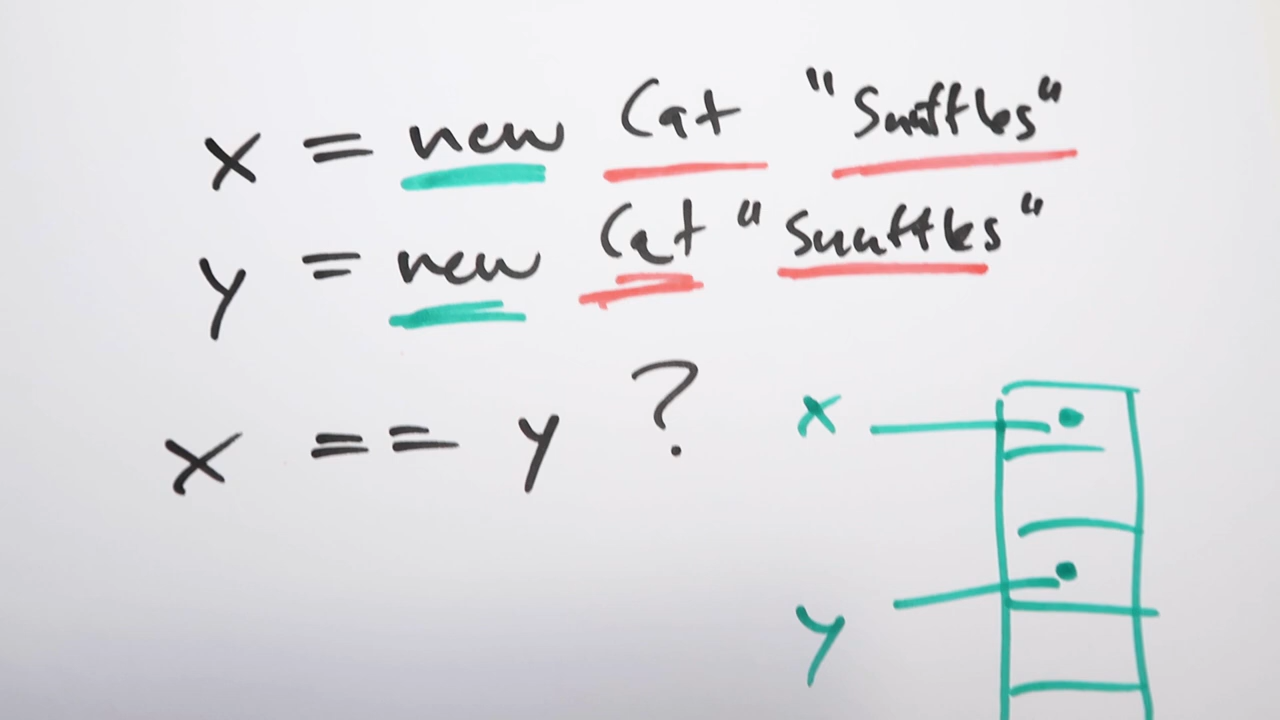 x = new Cat "Snuffles"
y = new Cat "Snuffles"
x == y ?
x
y